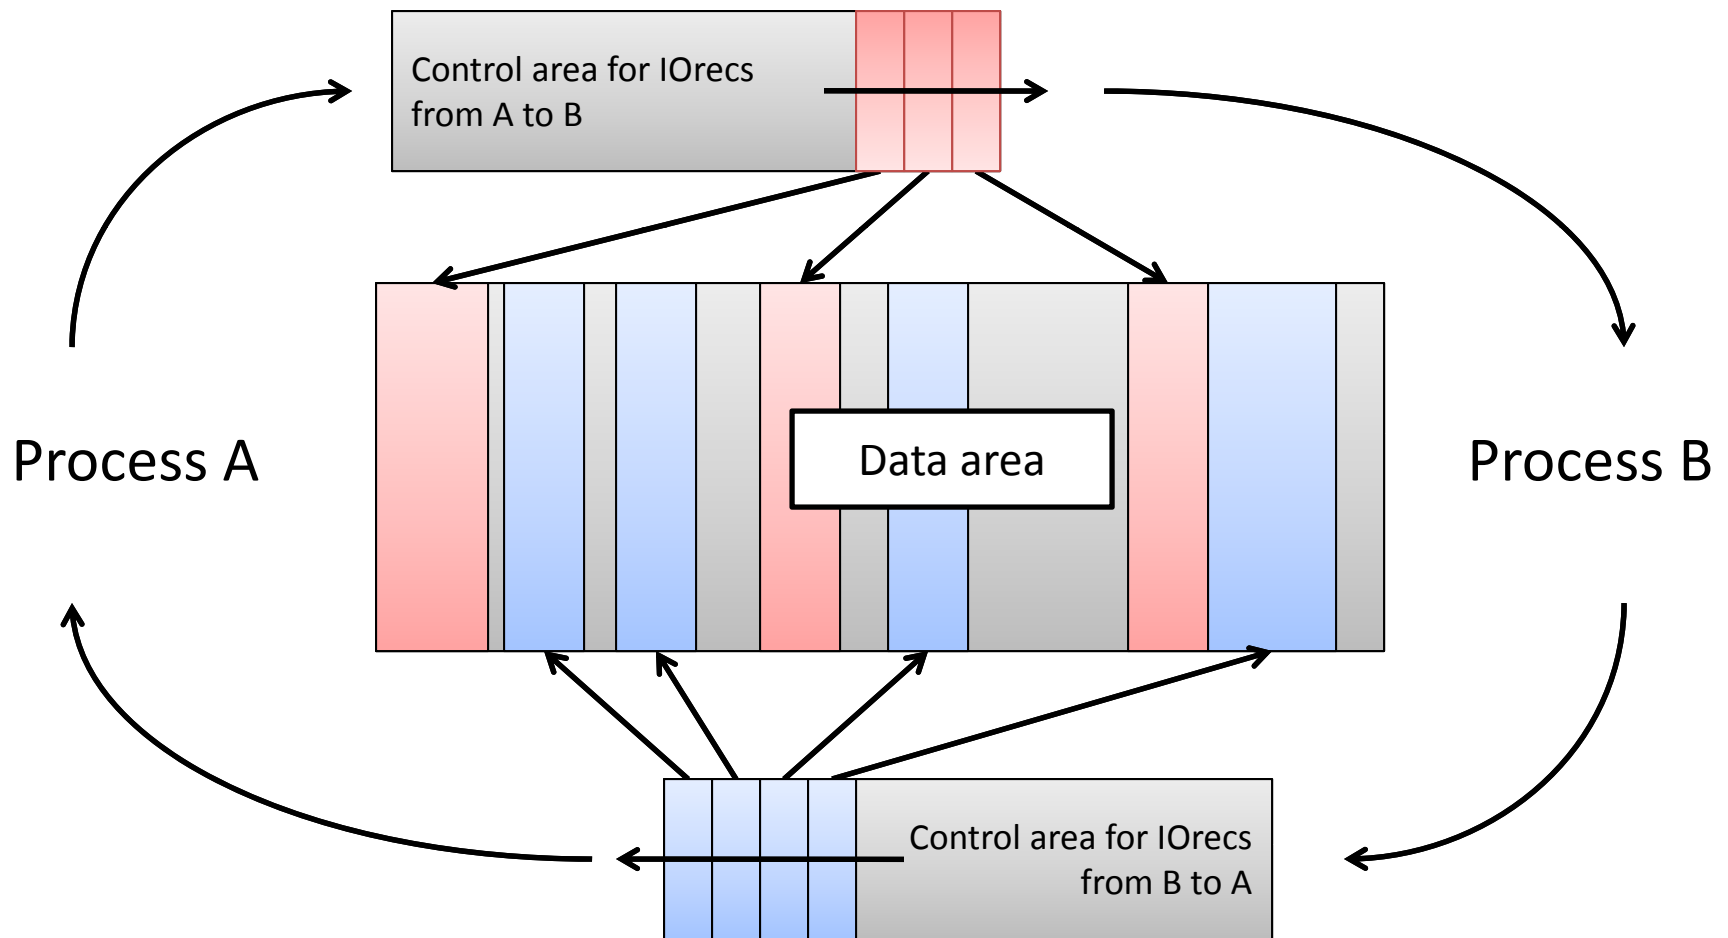 Control area for IOrecs
from A to B
Process A
Data area
Process B
Control area for IOrecs
from B to A